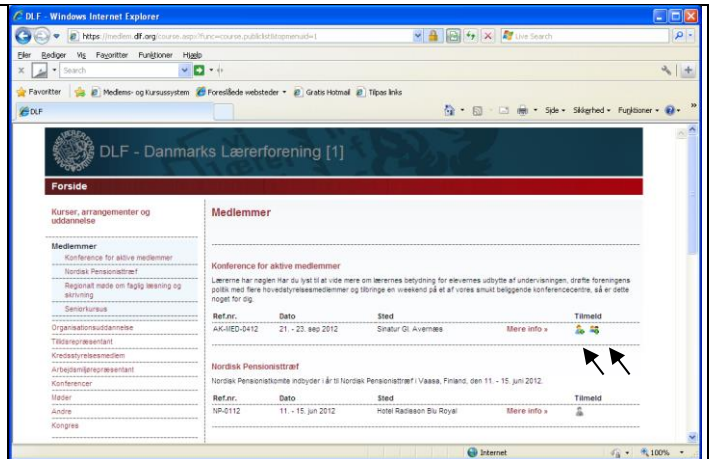 DLF - Windows Internet Explorer
https://medlem.dlf.org/course.asp?func=course.publiclist&topmenuid=1
Live Search
Filer Rediger Vis Favoritter Funktioner Hjælp
x Search
Favoritter Medlems- og Kursussystem Foreslåede websteder Gratis Hotmail Tilpas links
DLF Side Sikkerhed Funktioner
DLF - Danmarks Lærerforening [1]
Forside
Kurser, arrangementer og
uddannelse
Medlemmer
Konference for aktive medlemmer
Nordisk Pensionisttræf
Regionalt møde om faglig læsning og
skrivning
Seniorkursus
Organisationsuddannelse
Tillidsrepræsentant
Kredsstyrelsesmedlem
Arbejdsmiljørepræsentant
Konferencer
Møder
Andre
Kongres
Medlemmer
Konference for aktive medlemmer
Lærerne har nøglen Har du lyst til at vide mere om lærernes betydning for elevernes udbytte af undervisningen, drøfte foreningens
politik med flere hovedstyrelsesmedlemmer og tilbringe en weekend på et af vores smukt beliggende konferencecentre, så er dette
noget for dig.
Ref.nr. Dato Sted Tilmeld
AK-MED-0412 21. - 23. sep 2012 Sinatur Gl. Avernæs Mere info »
Nordisk Pensionisttræf
Nordisk Pensionistkomite indbyder i år til Nordisk Pensionisttræf i Vaasa, Finland, den 11. - 15. juni 2012.
Ref.nr. Dato Sted Tilmeld
NP-0112 11. - 15. jun 2012 Hotel Radisson Blu Royal Mere info »
Internet 100%